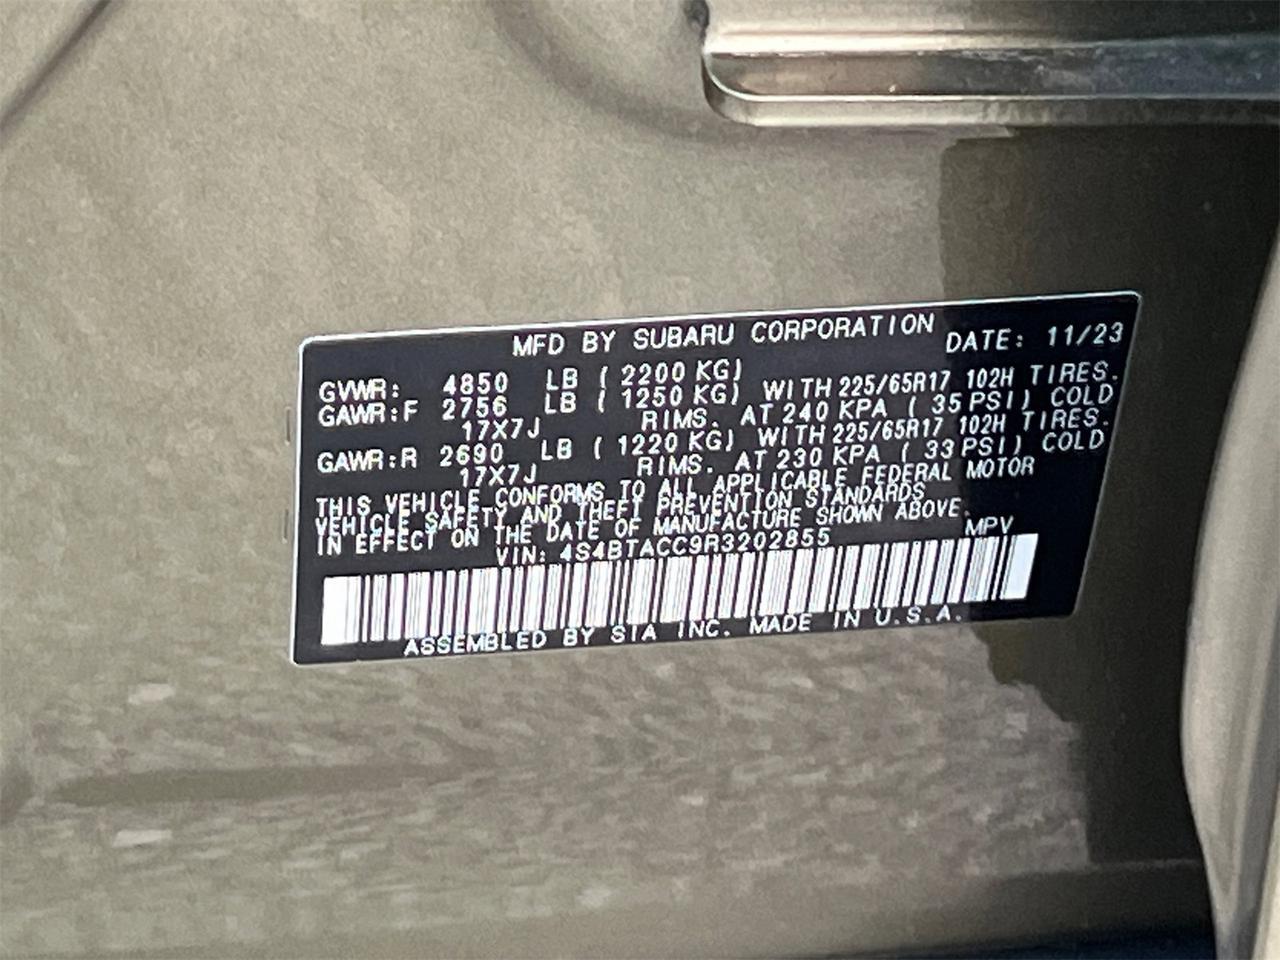 MFD BY SUBARU CORPORATION DATE: 11/23
GVWR: 4850 LB ( 2200 KG)
GAWR:F 2756 LB ( 1250 KG) WITH 225/65R17 102H TIRES.
17X7J RIMS. AT 240 KPA ( 35 PSI) COLD
GAWR:R 2690 LB ( 1220 KG) WITH 225/65R17 102H TIRES.
17X7J RIMS. AT 230 KPA ( 33 PSI) COLD
THIS VEHICLE CONFORMS TO ALL APPLICABLE FEDERAL MOTOR
VEHICLE SAFETY AND THEFT PREVENTION STANDARDS
IN EFFECT ON THE DATE OF MANUFACTURE SHOWN ABOVE.
VIN: 4S4BTACC9R3202855 MPV
ASSEMBLED BY SIA INC. MADE IN U.S.A.